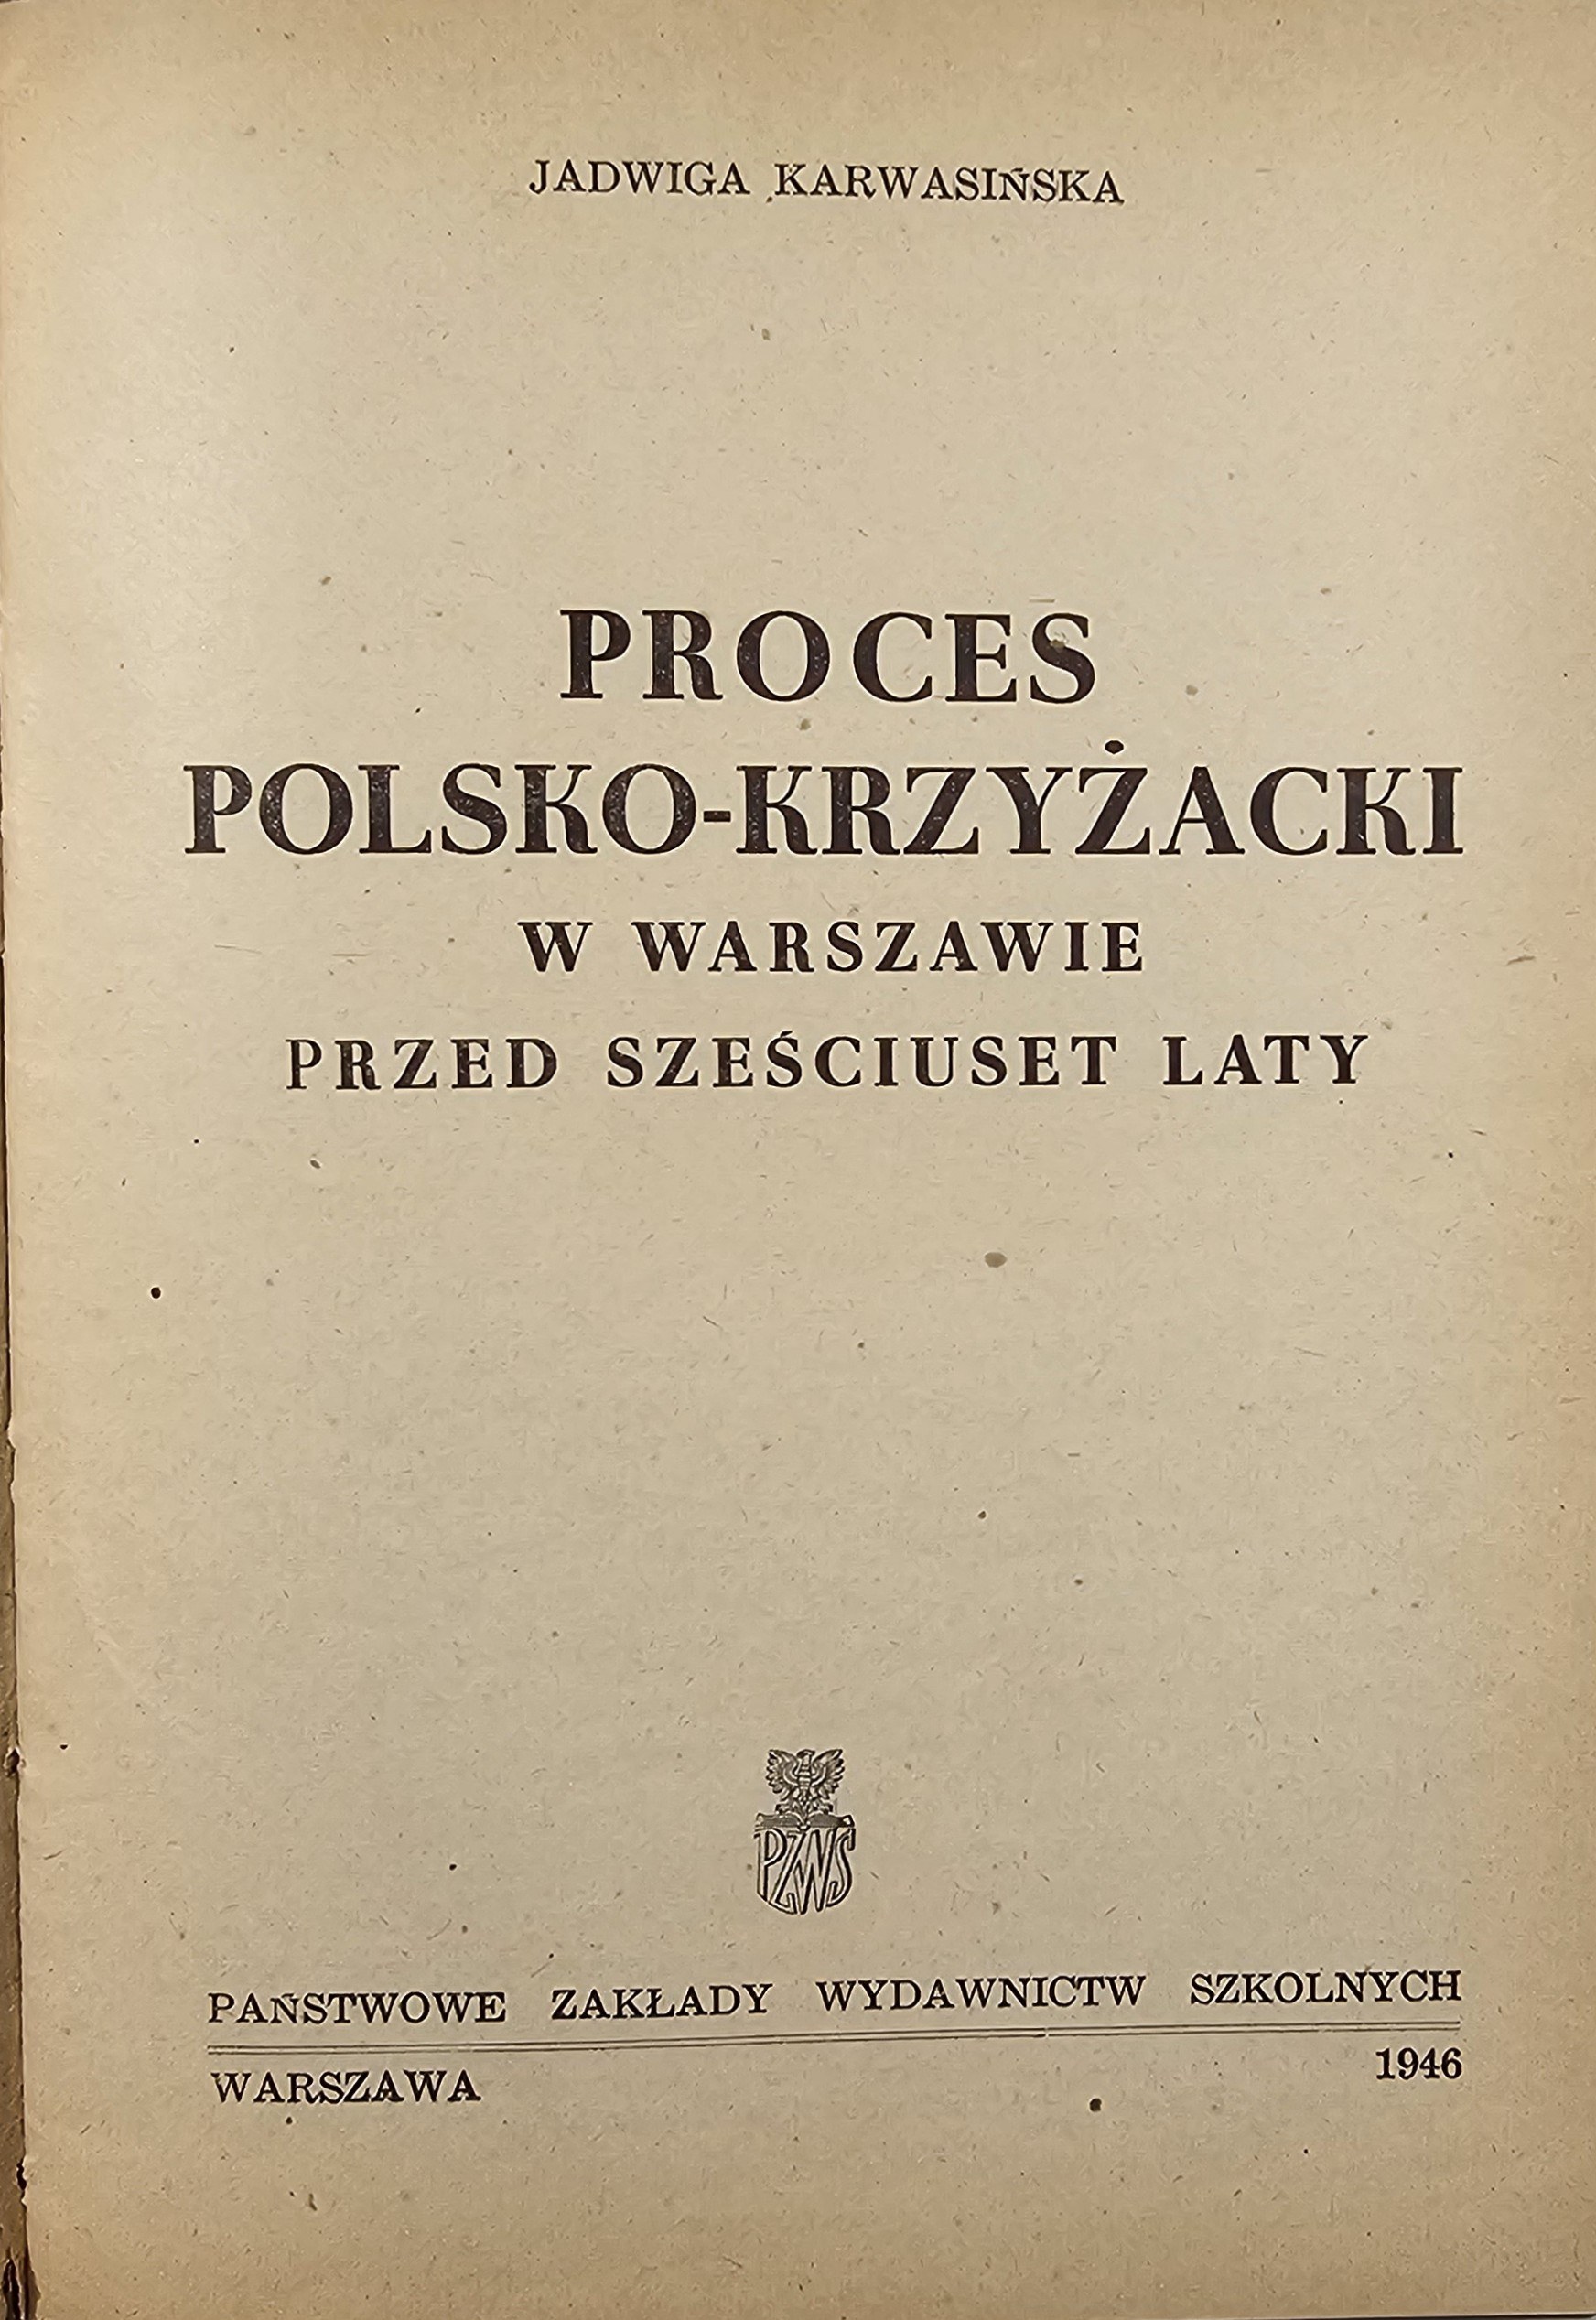 JADWIGA KARWASIŃSKA
PROCES
POLSKO-KRZYŻACKI
W WARSZAWIE
PRZED SZEŚCIUSET LATY
PZWS
PAŃSTWOWE ZAKŁADY WYDAWNICTW SZKOLNYCH
WARSZAWA 1946